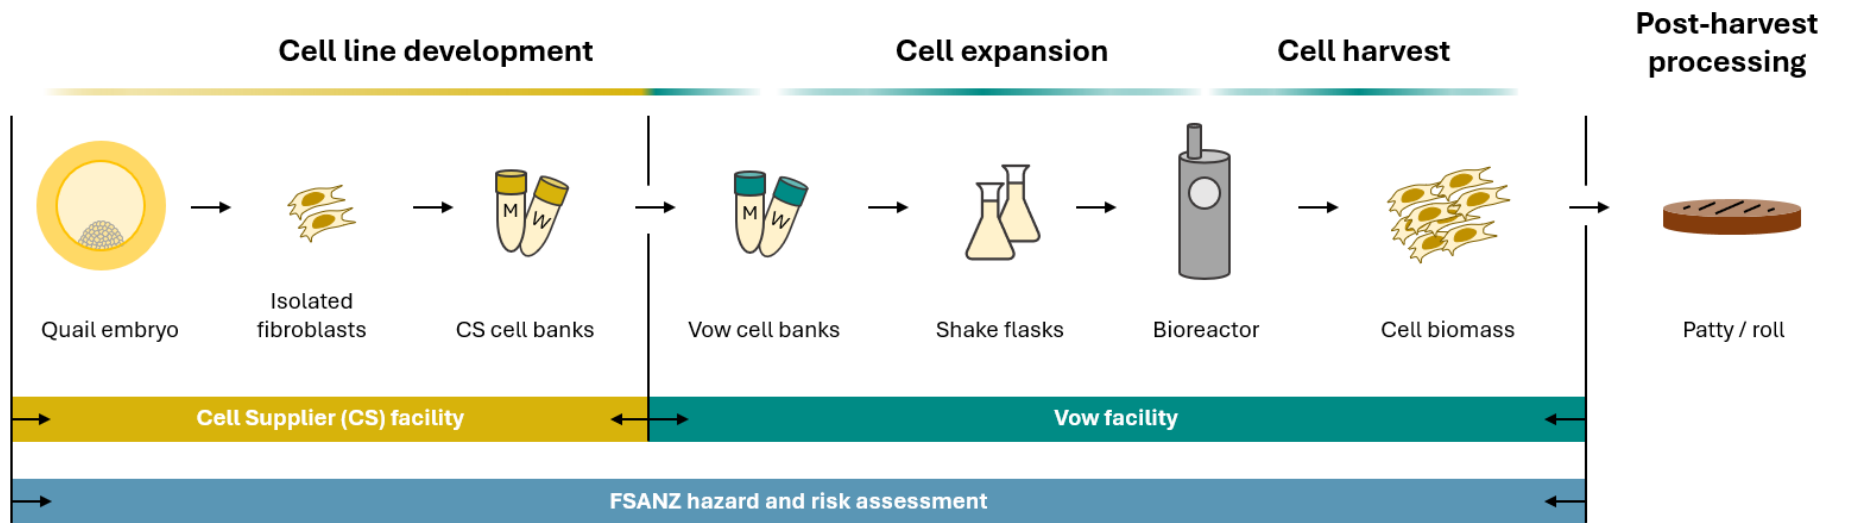 Cell line development
Cell expansion
Cell harvest
Post-harvest
processing
M
W
M
W
Quail embryo
Isolated
fibroblasts
CS cell banks
Vow cell banks
Shake flasks
Bioreactor
Cell biomass
Patty / roll
Cell Supplier (CS) facility
Vow facility
FSANZ hazard and risk assessment